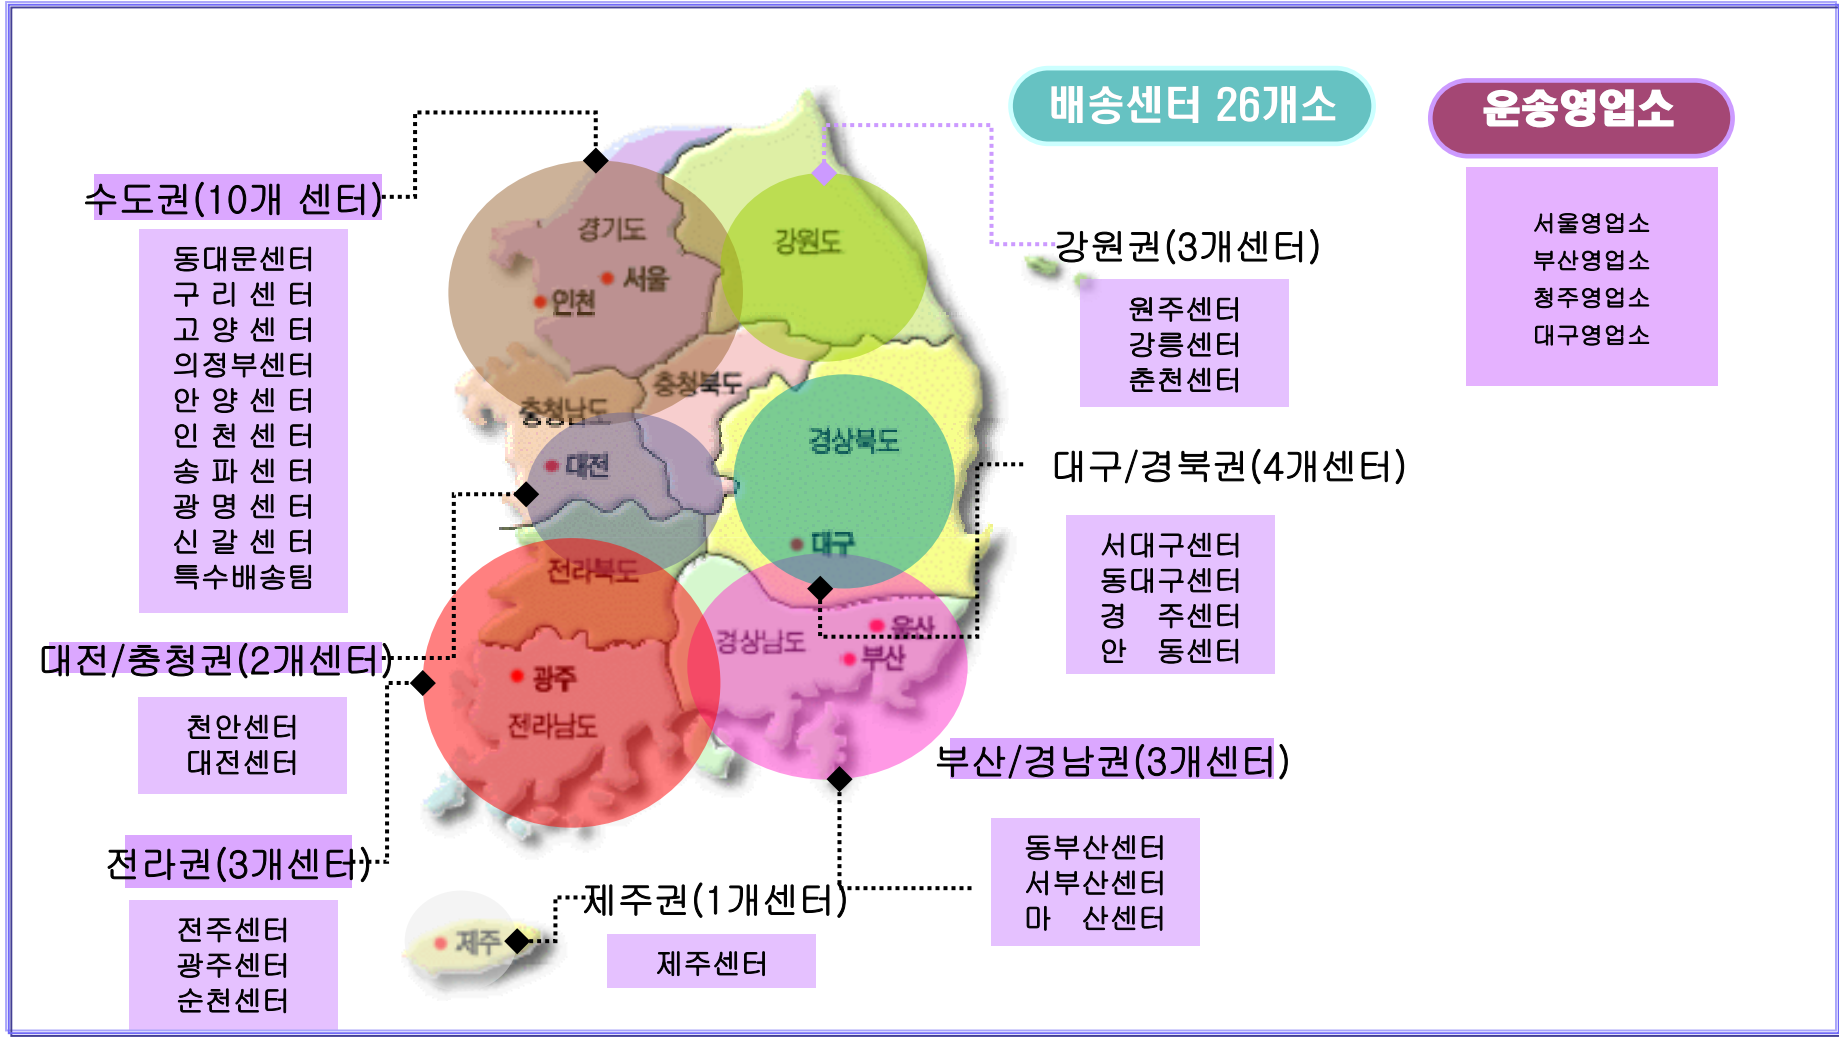 배송센터 26개소
운송영업소
서울영업소
부산영업소
청주영업소
대구영업소
수도권(10개 센터)
동대문센터
구 리 센 터
고 양 센 터
의정부센터
안 양 센 터
인 천 센 터
송 파 센 터
광 명 센 터
신 갈 센 터
특수배송팀
대전/충청권(2개센터)
천안센터
대전센터
전라권(3개센터)
전주센터
광주센터
순천센터
경기도
서울
인천
강원도
충청북도
충청남도
대전
경상북도
대구
전라북도
광주
전라남도
경상남도
울산
부산
제주
강원권(3개센터)
원주센터
강릉센터
춘천센터
대구/경북권(4개센터)
서대구센터
동대구센터
경 주센터
안 동센터
부산/경남권(3개센터)
동부산센터
서부산센터
마 산센터
제주권(1개센터)
제주센터